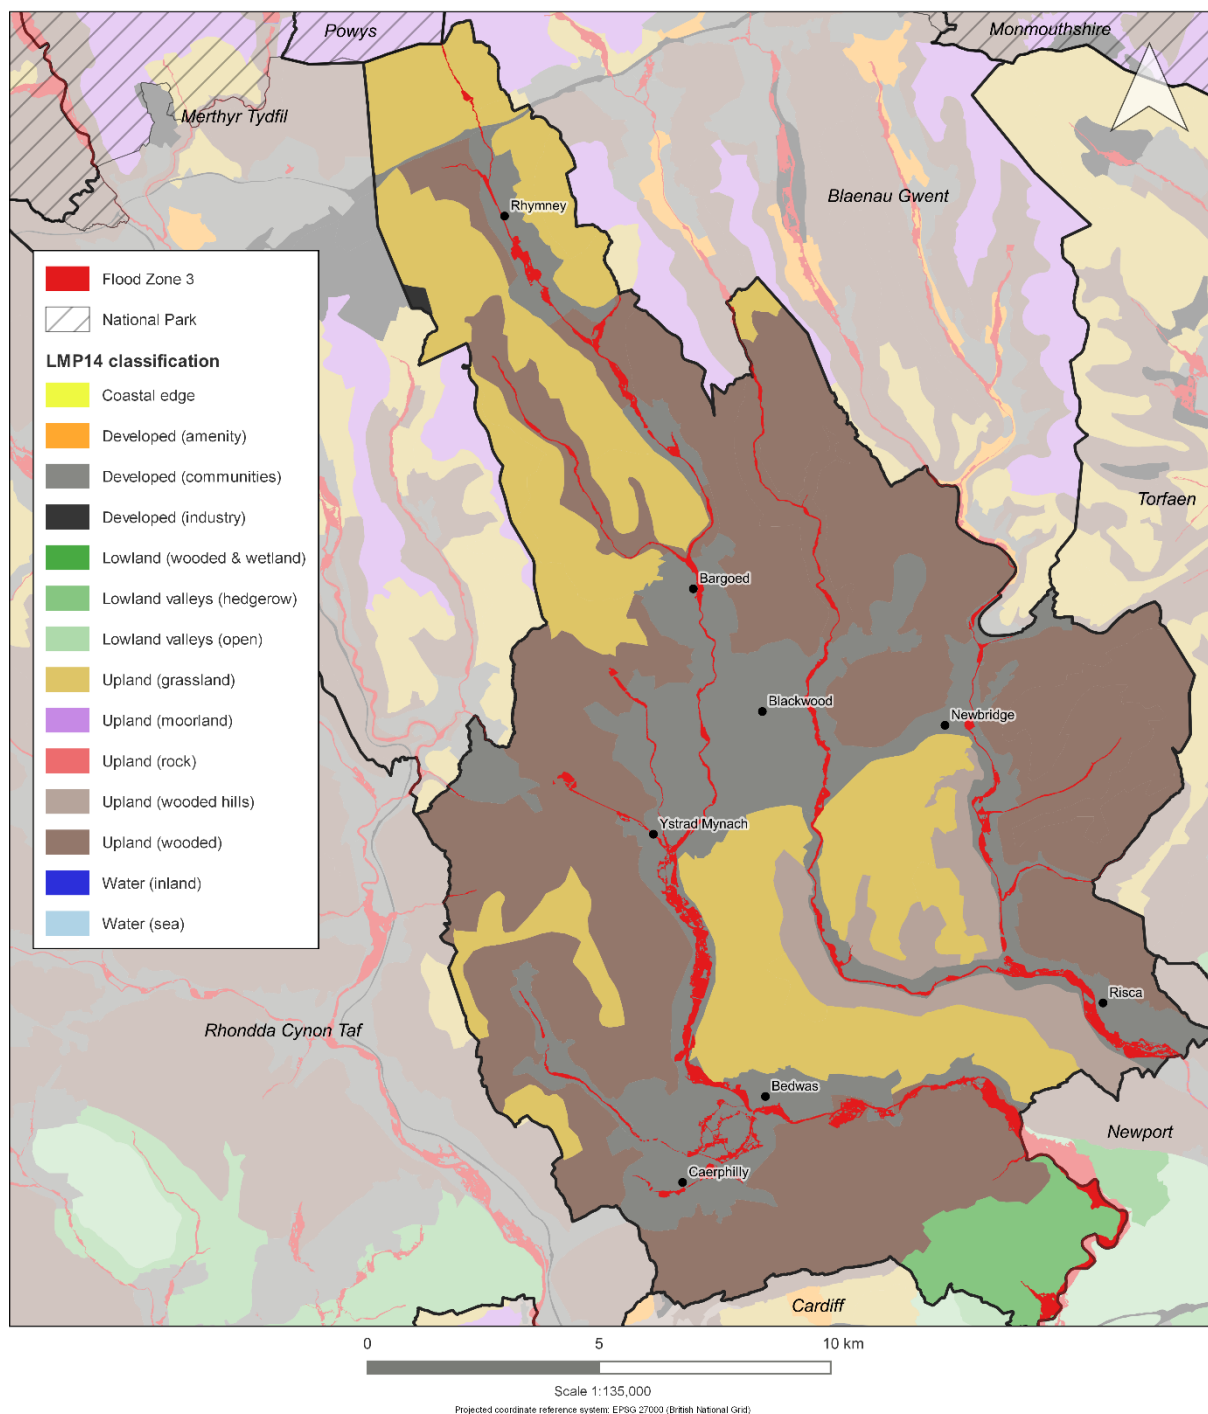 Powys
Monmouthshire
Merthyr Tydfil
Blaenau Gwent
Rhymney
Flood Zone 3
National Park
LMP14 classification
Coastal edge
Developed (amenity)
Developed (communities)
Developed (industry)
Lowland (wooded & wetland)
Lowland valleys (hedgerow)
Lowland valleys (open)
Upland (grassland)
Upland (moorland)
Upland (rock)
Upland (wooded hills)
Upland (wooded)
Water (inland)
Water (sea)
Torfaen
Bargoed
Blackwood
Newbridge
Ystrad Mynach
Risca
Rhondda Cynon Taf
Bedwas
Newport
Caerphilly
Cardiff
0 5 10 km
Scale 1:135,000
Projected coordinate reference system: EPSG 27000 (British National Grid)